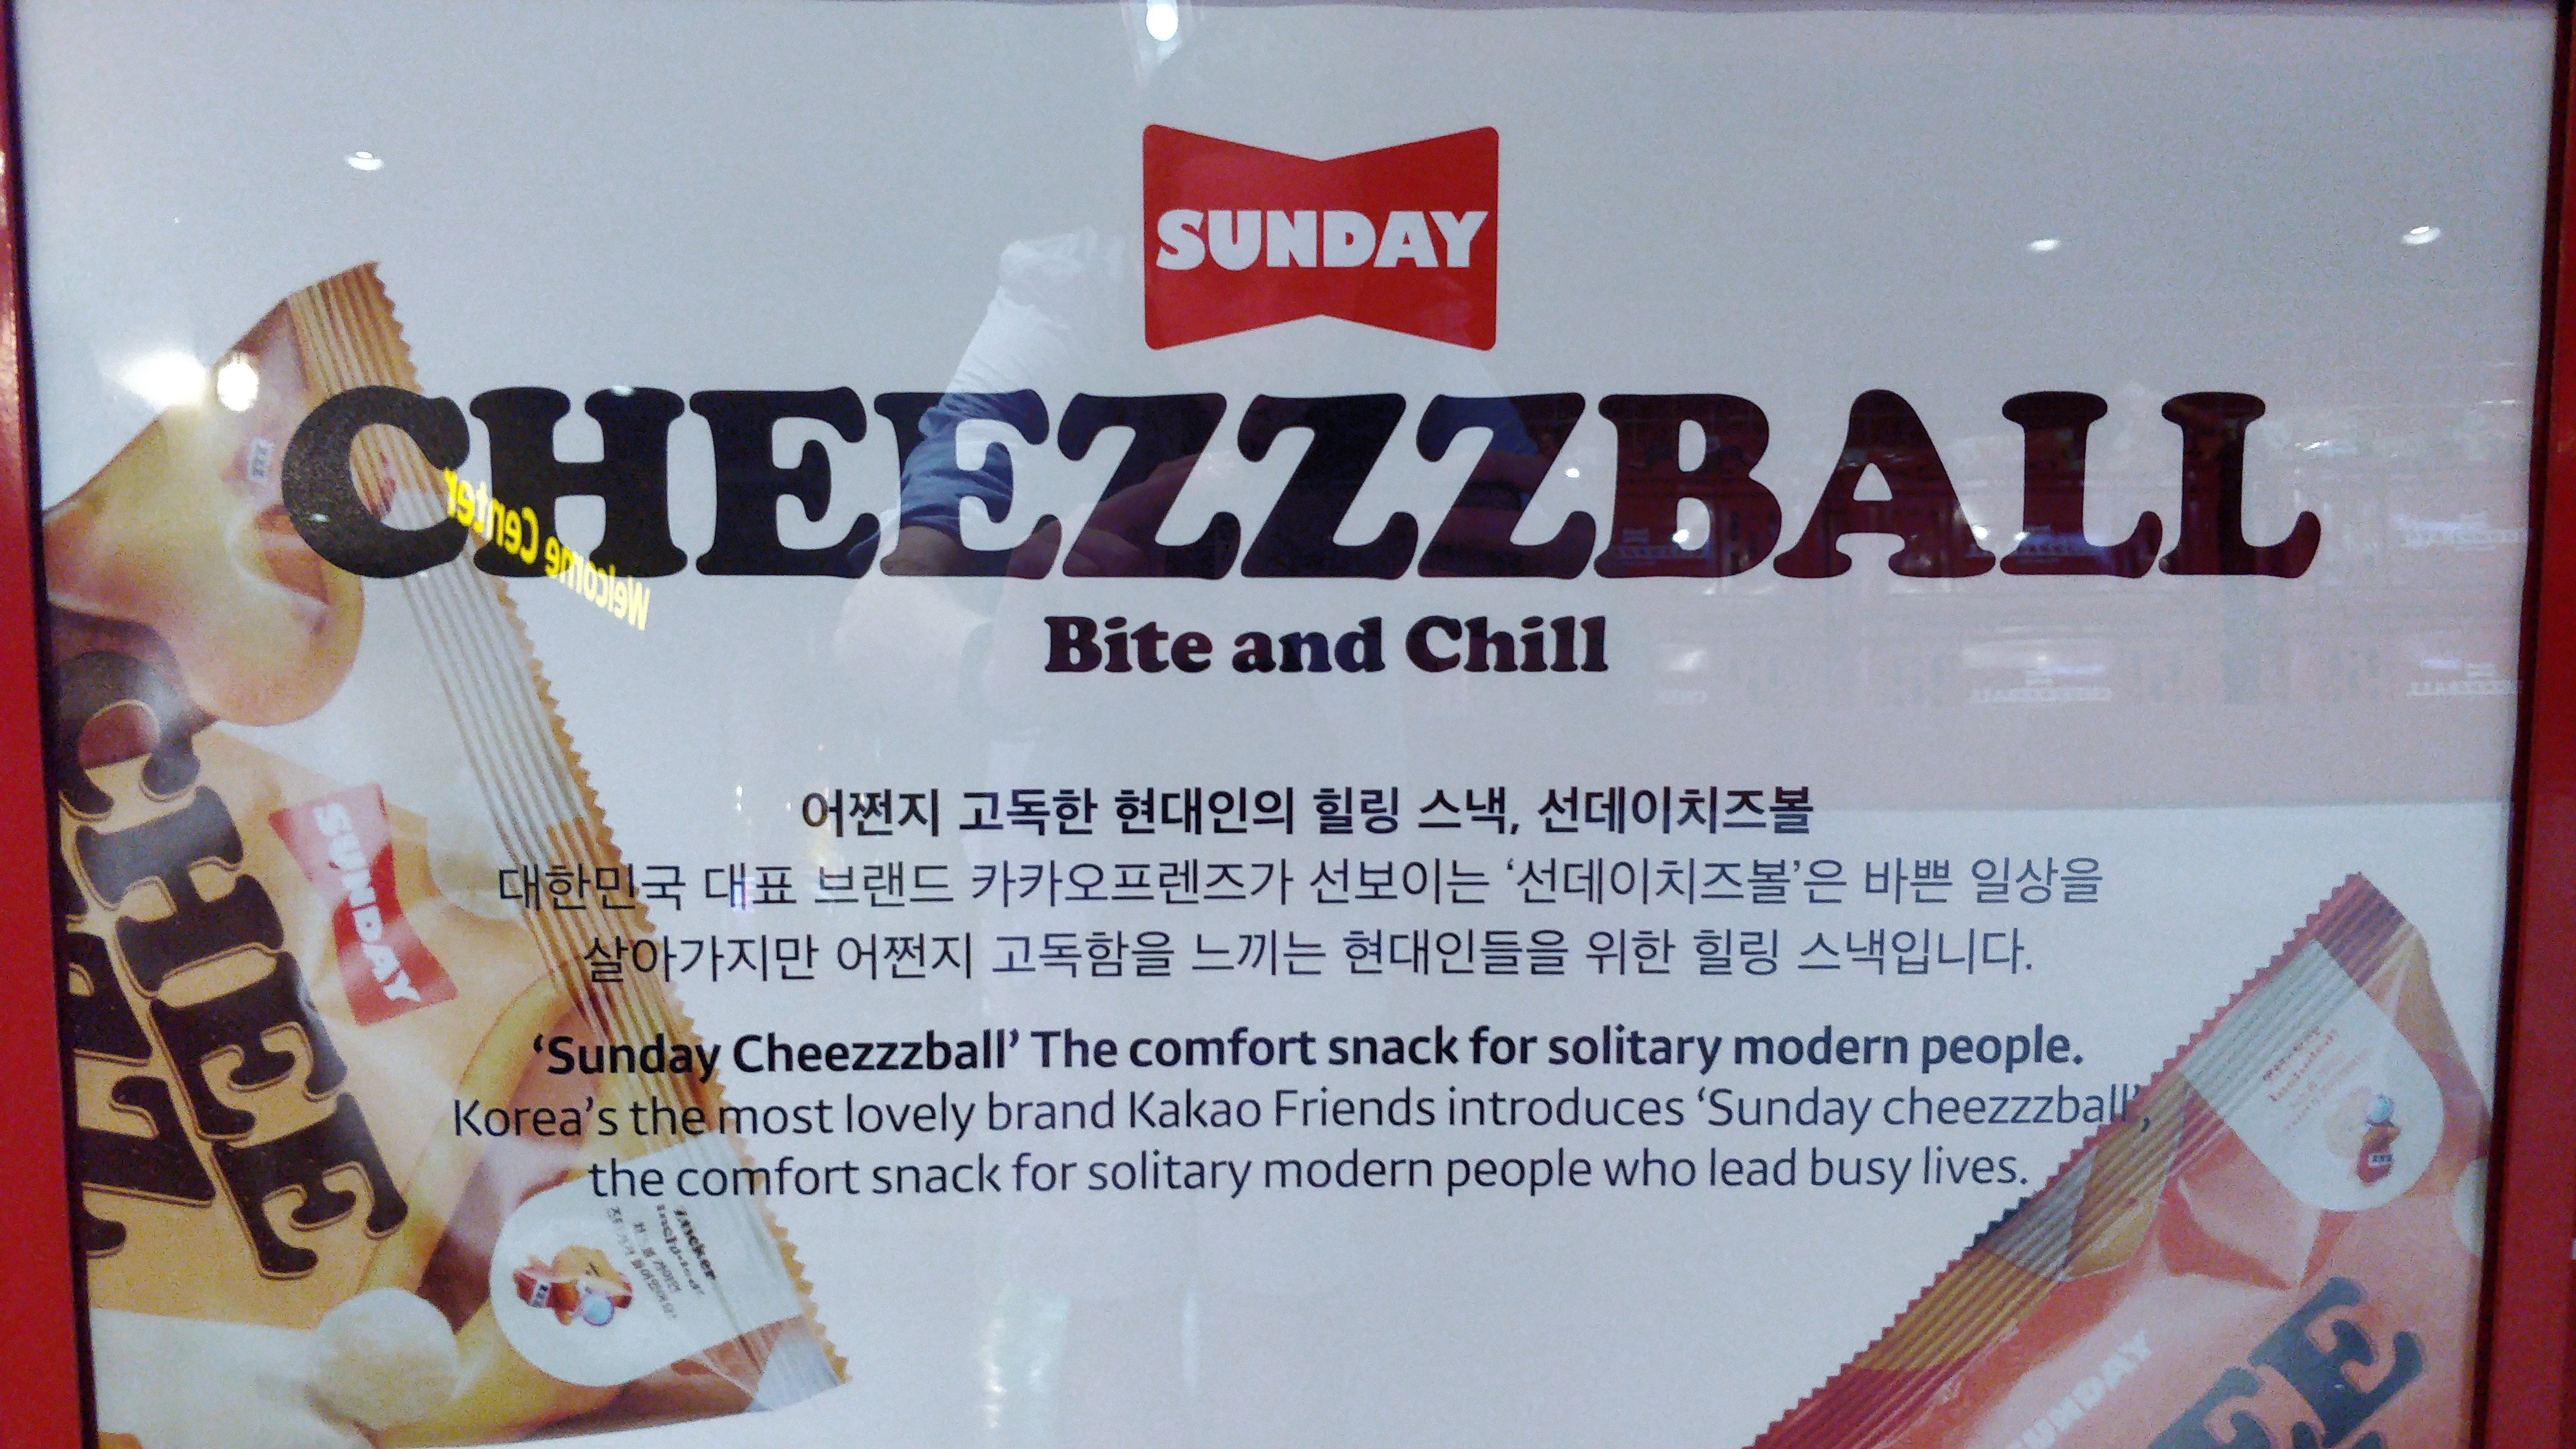 SUNDAY
CHEEZZZBALL
Bite and Chill
어쩐지 고독한 현대인의 힐링 스낵, 선데이치즈볼
대한민국 대표 브랜드 카카오프렌즈가 선보이는 ‘선데이치즈볼’은 바쁜 일상을
살아가지만 어쩐지 고독함을 느끼는 현대인들을 위한 힐링 스낵입니다.
‘Sunday Cheezzzball’ The comfort snack for solitary modern people.
Korea’s the most lovely brand Kakao Friends introduces ‘Sunday cheezzzball’,
the comfort snack for solitary modern people who lead busy lives.
Welcome Center
CHEE
SUNDAY
ZZZ
SUNDAY
EE